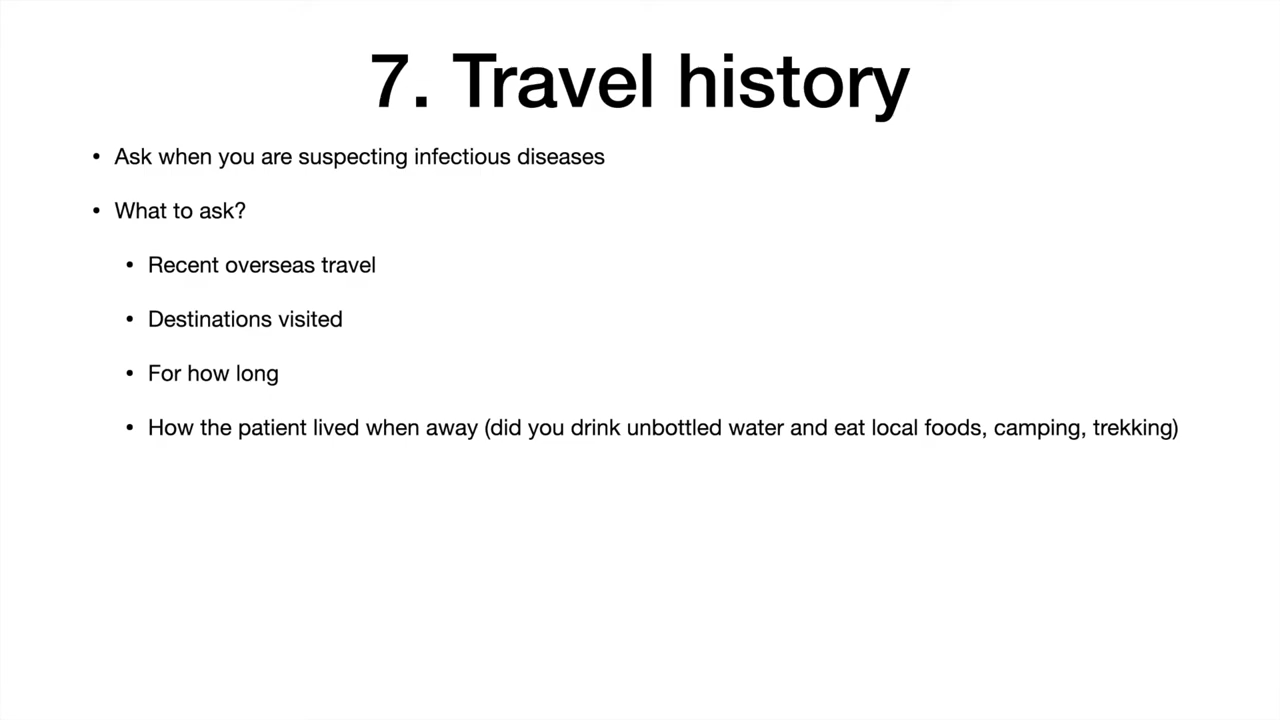 7. Travel history
• Ask when you are suspecting infectious diseases
• What to ask?
• Recent overseas travel
• Destinations visited
• For how long
• How the patient lived when away (did you drink unbottled water and eat local foods, camping, trekking)